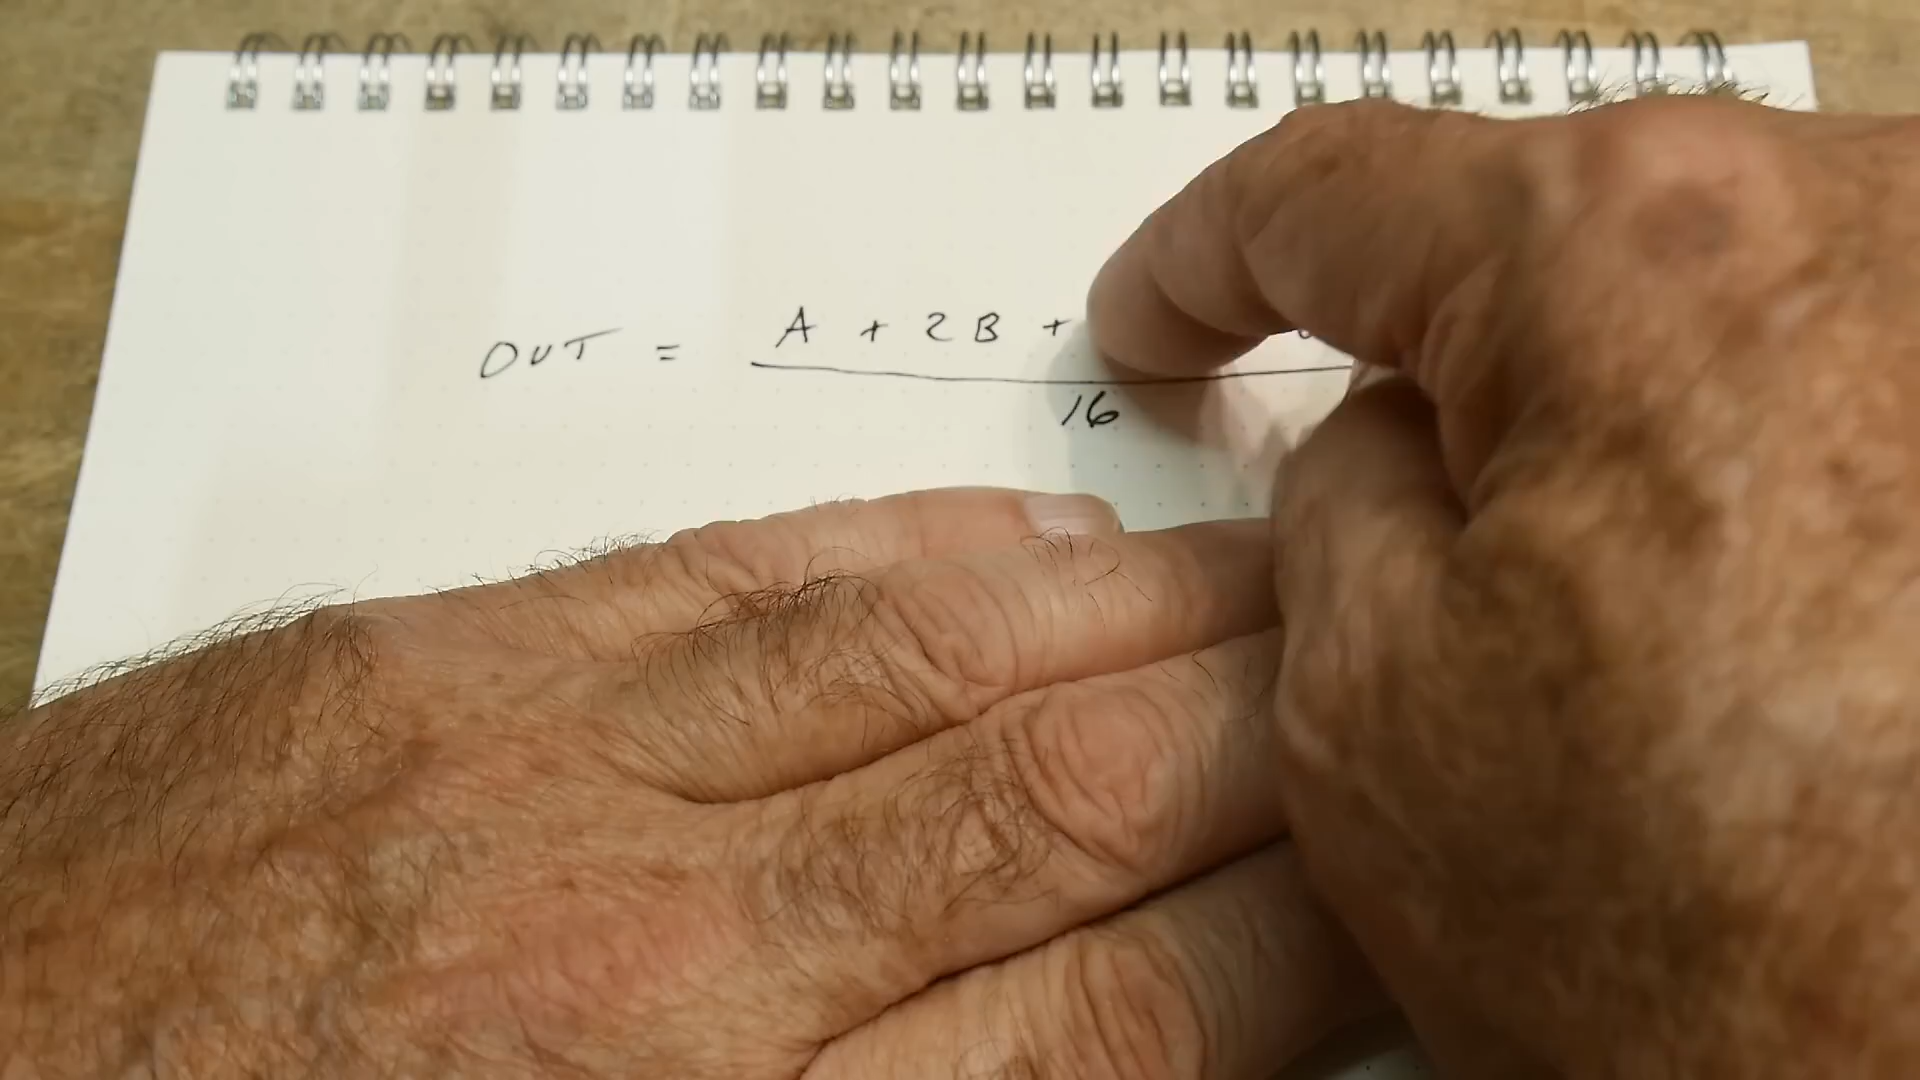 OUT = A + 2B +
16